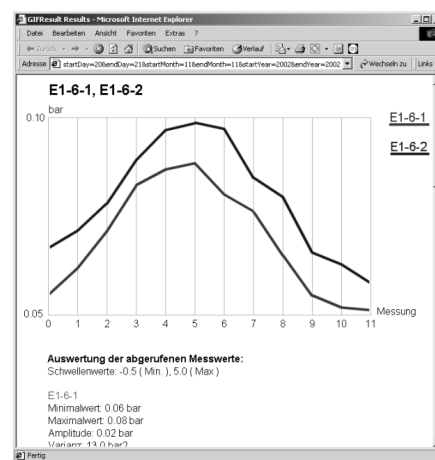 GIFResult Results - Microsoft Internet Explorer
Datei Bearbeiten Ansicht Favoriten Extras ?
Zurück Suchen Favoriten Verlauf
Adresse startDay=20&endDay=21&startMonth=11&endMonth=11&startYear=2002&endYear=2002 Wechseln zu Links
E1-6-1, E1-6-2
bar
0.10
E1-6-1
E1-6-2
0.05
0 1 2 3 4 5 6 7 8 9 10 11
Messung
Auswertung der abgerufenen Messwerte:
Schwellenwerte: -0.5 ( Min. ), 5.0 ( Max )
E1-6-1
Minimalwert: 0.06 bar
Maximalwert: 0.08 bar
Amplitude: 0.02 bar
Varianz: 13.0 bar2
Fertig